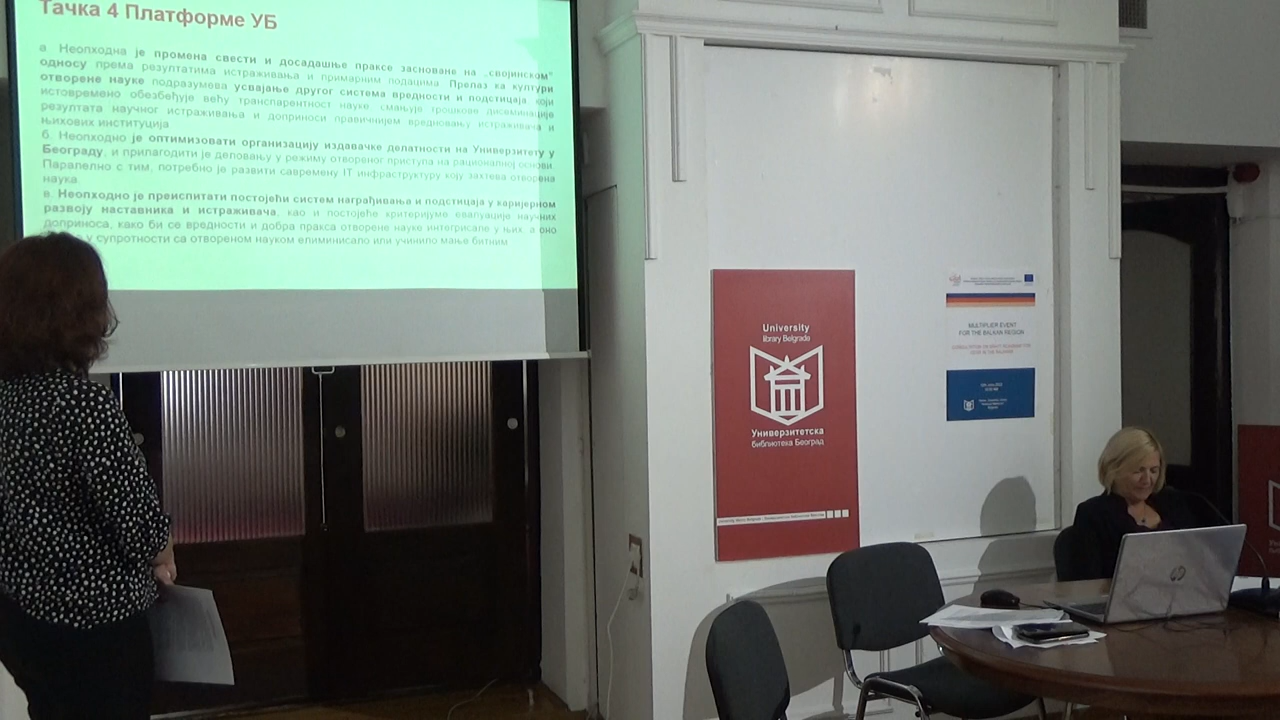 Тачка 4 Платформе УБ
а. Неопходна је промена свести и досадашње праксе засноване на „својинском“
односу према резултатима истраживања и примарним подацима. Прелаз ка култури
отворене науке подразумева усвајање другог система вредности и подстицаја који
истовремено обезбеђује већу транспарентност науке, смањује трошкове дисеминације
резултата научног истраживања и доприноси правичнијем вредновању истраживача и
њихових институција
б. Неопходно је оптимизовати организацију издавачке делатности на Универзитету у
Београду, и прилагодити је деловању у режиму отвореног приступа на рационалној основи.
Паралелно с тим, потребно је развити савремену IT инфраструктуру коју захтева отворена
наука.
в. Неопходно је преиспитати постојећи систем награђивања и подстицаја у каријерном
развоју наставника и истраживача, као и постојеће критеријуме евалуације научних
доприноса, како би се вредности и добра пракса отворене науке интегрисале у њих, а оно
у супротности са отвореном науком елиминисало или учинило мање битним
University
library Belgrade
Универзитетска
библиотека Београд
MULTIPLIER EVENT
FOR THE BALKAN REGION
hp